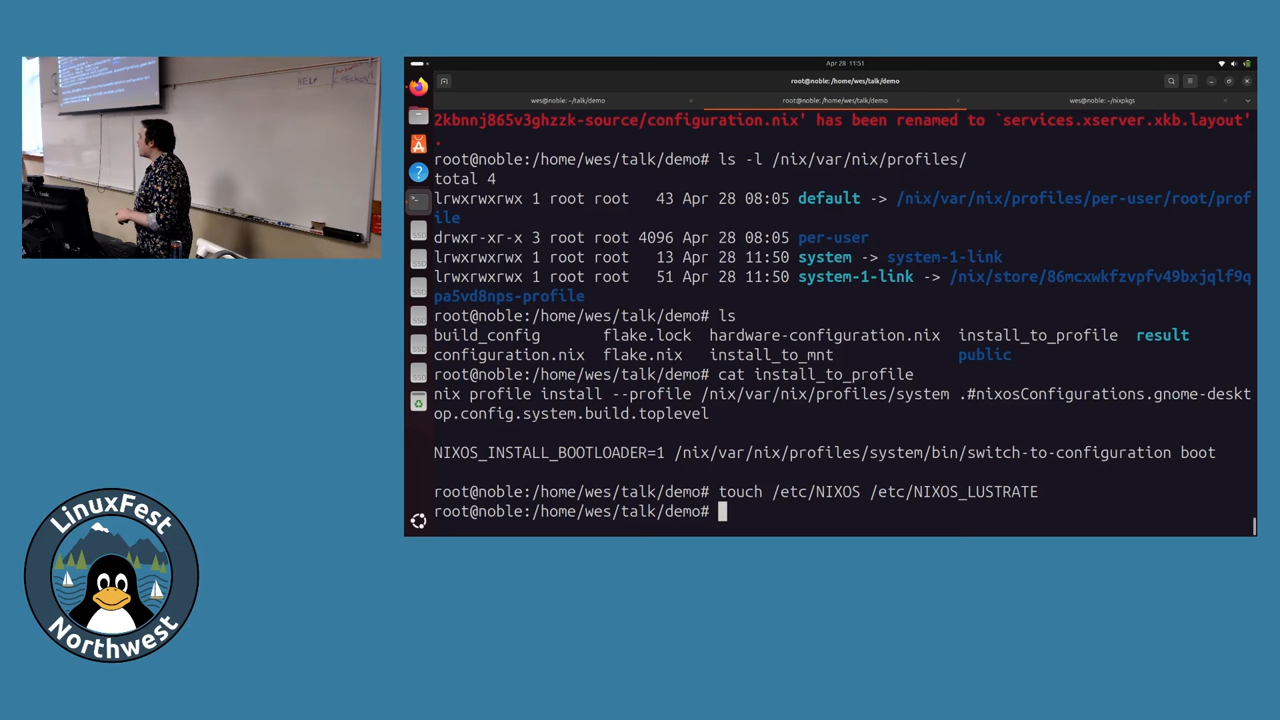 HELP
CHECKOUT
Apr 28 11:51
root@noble: /home/wes/talk/demo
wes@noble: ~/talk/demo
root@noble: /home/wes/talk/demo
wes@noble: ~/nixpkgs
2kbnnj865v3ghzzk-source/configuration.nix' has been renamed to `services.xserver.xkb.layout'
.
root@noble:/home/wes/talk/demo# ls -l /nix/var/nix/profiles/
total 4
lrwxrwxrwx 1 root root   43 Apr 28 08:05 default -> /nix/var/nix/profiles/per-user/root/prof
ile
drwxr-xr-x 3 root root 4096 Apr 28 08:05 per-user
lrwxrwxrwx 1 root root   13 Apr 28 11:50 system -> system-1-link
lrwxrwxrwx 1 root root   51 Apr 28 11:50 system-1-link -> /nix/store/86mcxwkfzvpfv49bxjqlf9q
pa5vd8nps-profile
root@noble:/home/wes/talk/demo# ls
build_config       flake.lock  hardware-configuration.nix  install_to_profile  result
configuration.nix  flake.nix   install_to_mnt              public
root@noble:/home/wes/talk/demo# cat install_to_profile
nix profile install --profile /nix/var/nix/profiles/system .#nixosConfigurations.gnome-deskt
op.config.system.build.toplevel
NIXOS_INSTALL_BOOTLOADER=1 /nix/var/nix/profiles/system/bin/switch-to-configuration boot
root@noble:/home/wes/talk/demo# touch /etc/NIXOS /etc/NIXOS_LUSTRATE
root@noble:/home/wes/talk/demo#
LinuxFest
Northwest